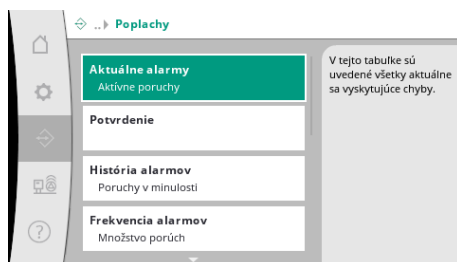 ..▸ Poplachy
Aktuálne alarmy
Aktívne poruchy
Potvrdenie
História alarmov
Poruchy v minulosti
Frekvencia alarmov
Množstvo porúch
V tejto tabuľke sú
uvedené všetky aktuálne
sa vyskytujúce chyby.